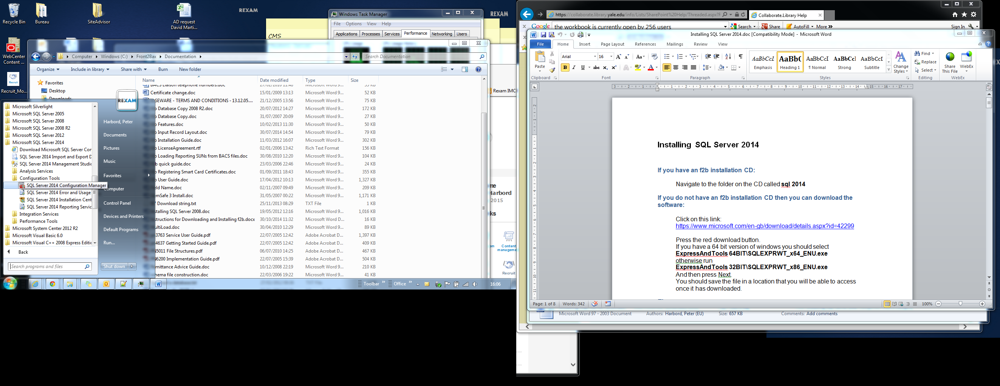 Recycle Bin
Bureau
SiteAdvisor
AD request
David Marti...
REXAM
WebCenter
Content ...
Recruit
Recruit_Mo...
CMS
Windows Task Manager
File Options View Help
Applications Processes Services Performance Networking Users
REXAM
Computer Windows (C:) Front2Bax Documentation
Search Documentation
Organize Include in library Share with Burn New folder
Favorites
Desktop
Downloads
Name Date modified Type Size
BACS Liaison telephone numbers.doc 27/02/2010 11:48 Microsoft Word 9... 55 KB
Certificate change.doc 15/01/2009 13:13 Microsoft Word 9... 52 KB
SEWARE - TERMS AND CONDITIONS - 13.12.05.... 21/12/2005 13:56 Microsoft Word 9... 75 KB
Database Copy 2008 R2.doc 20/07/2012 14:27 Microsoft Word 9... 172 KB
Database Copy.doc 31/07/2007 20:09 Microsoft Word 9... 27 KB
Features.doc 10/02/2013 11:30 Microsoft Word 9... 50 KB
Input Record Layout.doc 30/07/2014 14:54 Microsoft Word 9... 79 KB
Installation Guide.doc 11/03/2012 16:07 Microsoft Word 9... 302 KB
LicenseAgreement.rtf 02/01/2006 13:42 Rich Text Format 156 KB
Loading Reporting SUNs from BACS files.doc 30/08/2010 12:20 Microsoft Word 9... 104 KB
b quick guide.doc 23/03/2006 22:46 Microsoft Word 9... 24 KB
Registering Smart Card Certificates.doc 01/09/2011 18:43 Microsoft Word 9... 355 KB
User Guide.doc 17/04/2012 10:13 Microsoft Word 9... 1,327 KB
eld Name.doc 02/11/2007 09:49 Microsoft Word 9... 209 KB
emSafe 3 Install.doc 31/05/2007 00:22 Microsoft Word 9... 1,171 KB
Download string.txt 25/11/2013 08:29 TXT File 1 KB
stalling SQL Server 2008.doc 19/05/2012 12:16 Microsoft Word 9... 1,016 KB
structions for Downloading and Installing f2b.docx 30/10/2014 11:32 Microsoft Word D... 16 KB
ultiLoad.doc 30/04/2010 12:29 Microsoft Word 9... 89 KB
3763 Service User Guide.pdf 22/07/2005 12:42 Adobe Acrobat D... 1,397 KB
4637 Getting Started Guide.pdf 22/07/2005 12:42 Adobe Acrobat D... 409 KB
N5011 File Structures.pdf 06/07/2010 14:25 Adobe Acrobat D... 467 KB
N6200 Implementation Guide.pdf 22/07/2005 15:39 Adobe Acrobat D... 504 KB
mittance Advice Guide.doc 10/12/2008 22:19 Microsoft Word 9... 210 KB
hema file construction.doc 22/03/2006 19:22 Microsoft Word 9... 41 KB
Microsoft Silverlight
Microsoft SQL Server 2005
Microsoft SQL Server 2008
Microsoft SQL Server 2008 R2
Microsoft SQL Server 2012
Microsoft SQL Server 2014
Download Microsoft SQL Server Cor
SQL Server 2014 Import and Export D
SQL Server 2014 Management Studio
Analysis Services
Configuration Tools
SQL Server 2014 Configuration Manager
SQL Server 2014 Error and Usage
SQL Server 2014 Installation Cent
SQL Server 2014 Reporting Servic
Integration Services
Performance Tools
Microsoft System Center 2012 R2
Microsoft Visual Basic 6.0
Microsoft Visual C++ 2008 Express Editic
Back
Search programs and files
REXAM
Harbord, Peter
Documents
Pictures
Music
Favorites
Computer
Control Panel
Devices and Printers
Default Programs
Run...
Shut down
Toolbar
Office
16:06
Rexam IMC
me
Harbord
2015
ks
om
Content
manageme
Recruit
https://collaborate.library.yale.edu/info/Lists/SharePoint%20Help/Threaded.aspx?F
Collaborate.Library Help
Google the workbook is currently open by 256 users Search Share AutoFill More Sign In
Installing SQL Server 2014.doc [Compatibility Mode] - Microsoft Word
File Home Insert Page Layout References Mailings Review View
Paste
Arial 16
AaBbCcI AaBbC AaBbCcI AaBbCcI AaBbCcI
Emphasis Heading 1 ¶ Normal Strong Subtitle
Change
Styles
Find
Replace
Select
Share
This File
WebEx
Clipboard Font Paragraph Styles Editing WebEx
Installing SQL Server 2014
If you have an f2b installation CD:
Navigate to the folder on the CD called sql 2014
If you do not have an f2b installation CD then you can download the
software:
Click on this link:
https://www.microsoft.com/en-gb/download/details.aspx?id=42299
Press the red download button.
If you have a 64 bit version of windows you should select
ExpressAndTools 64BIT\SQLEXPRWT_x64_ENU.exe
otherwise run
ExpressAndTools 32BIT\SQLEXPRWT_x86_ENU.exe
And then press Next
You should save the file in a location that you will be able to access
once it has downloaded.
Page: 1 of 8 Words: 342 100%
Microsoft Word 97 - 2003 Document Authors: Harbord, Peter (EU) Size: 657 KB Comments: Add comments